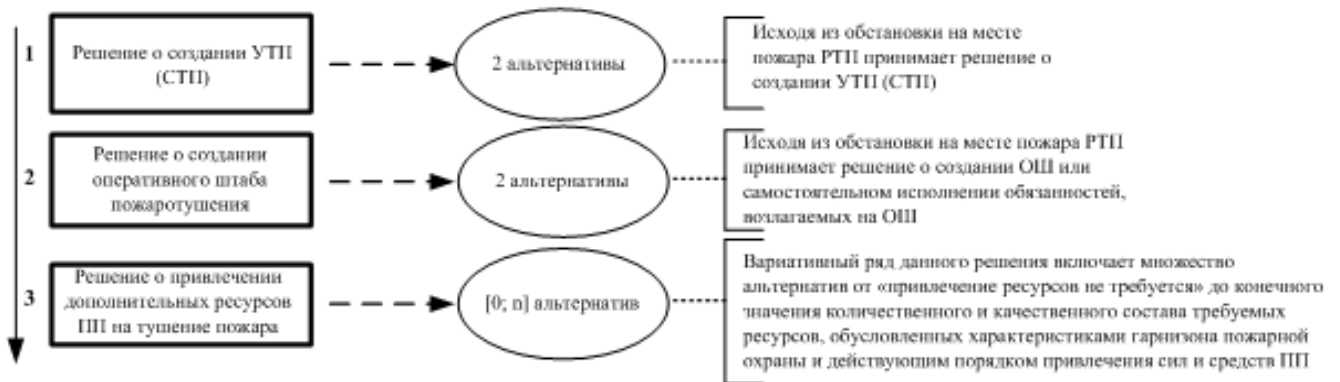 1
Решение о создании УТП
(СТП)
2 альтернативы
Исходя из обстановки на месте
пожара РТП принимает решение о
создании УТП (СТП)
2
Решение о создании
оперативного штаба
пожаротушения
2 альтернативы
Исходя из обстановки на месте пожара РТП
принимает решение о создании ОШ или
самостоятельном исполнении обязанностей,
возлагаемых на ОШ
3
Решение о привлечении
дополнительных ресурсов
ПП на тушение пожара
[0; n] альтернатив
Вариативный ряд данного решения включает множество
альтернатив от «привлечение ресурсов не требуется» до конечного
значения количественного и качественного состава требуемых
ресурсов, обусловленных характеристиками гарнизона пожарной
охраны и действующим порядком привлечения сил и средств ПП